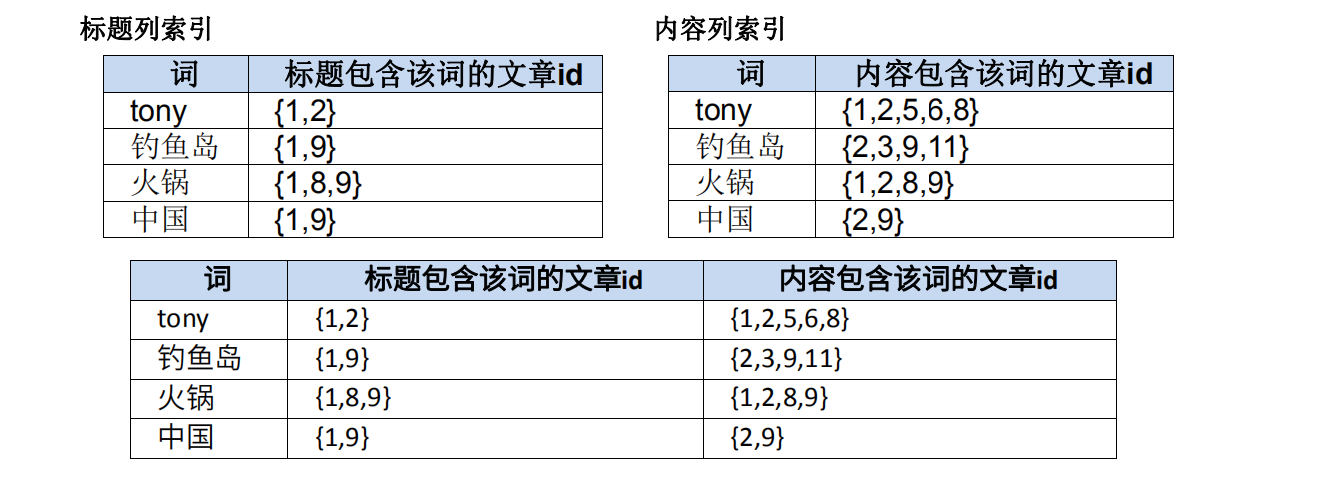 标题列索引
词 标题包含该词的文章id
tony {1,2}
钓鱼岛 {1,9}
火锅 {1,8,9}
中国 {1,9}
内容列索引
词 内容包含该词的文章id
tony {1,2,5,6,8}
钓鱼岛 {2,3,9,11}
火锅 {1,2,8,9}
中国 {2,9}
词 标题包含该词的文章id 内容包含该词的文章id
tony {1,2} {1,2,5,6,8}
钓鱼岛 {1,9} {2,3,9,11}
火锅 {1,8,9} {1,2,8,9}
中国 {1,9} {2,9}